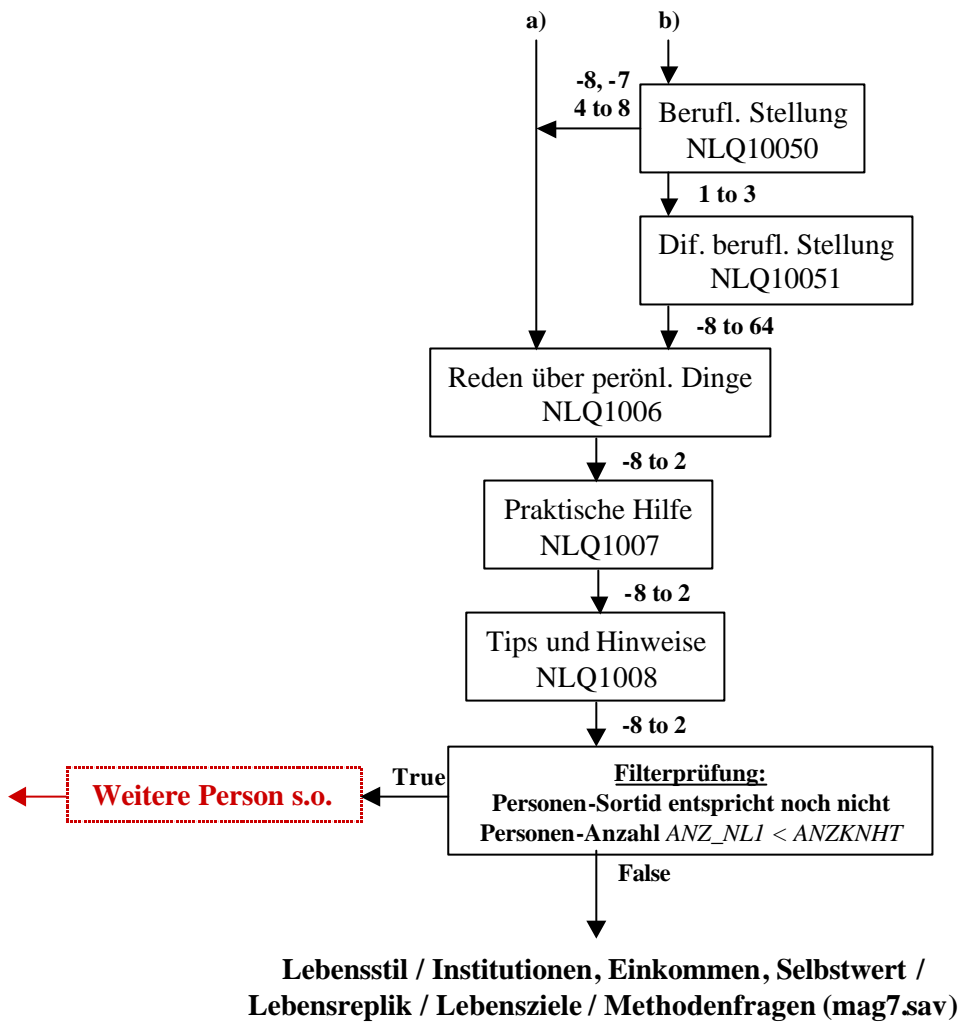 a)
b)
-8, -7
4 to 8
Berufl. Stellung
NLQ10050
1 to 3
Dif. berufl. Stellung
NLQ10051
-8 to 64
Reden über perönl. Dinge
NLQ1006
-8 to 2
Praktische Hilfe
NLQ1007
-8 to 2
Tips und Hinweise
NLQ1008
-8 to 2
Weitere Person s.o.
True
Filterprüfung:
Personen-Sortid entspricht noch nicht
Personen-Anzahl ANZ_NL1 < ANZKNHT
False
Lebensstil / Institutionen, Einkommen, Selbstwert /
Lebensreplik / Lebensziele / Methodenfragen (mag7.sav)